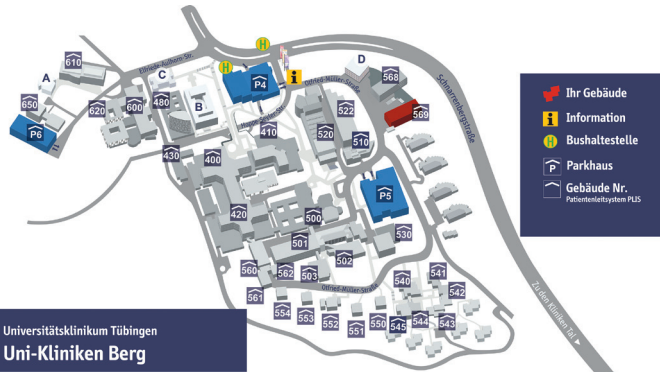 610
A
650
P6
620
600
C
480
B
Elfriede-Aulhorn-Str.
H
H
P4
i
Otfried-Müller-Straße
D
568
569
Schnarrenbergstraße
522
520
510
410
430
400
420
P5
500
501
502
503
530
560
562
561
554
553
552
551
550
Otfried-Müller-Straße
540
541
542
543
544
545
Zu den Kliniken Tal
Ihr Gebäude
i Information
H Bushaltestelle
P Parkhaus
Gebäude Nr.
Patientenleitsystem PLIS
Universitätsklinikum Tübingen
Uni-Kliniken Berg